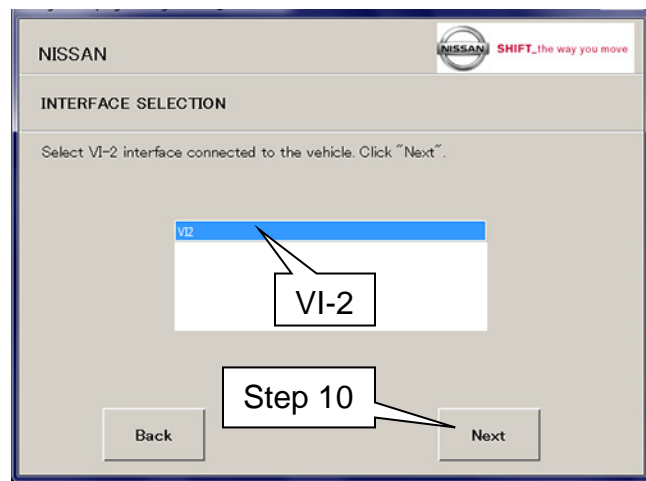 NISSAN
NISSAN SHIFT_the way you move
INTERFACE SELECTION
Select VI-2 interface connected to the vehicle. Click "Next".
VI2
VI-2
Step 10
Back
Next